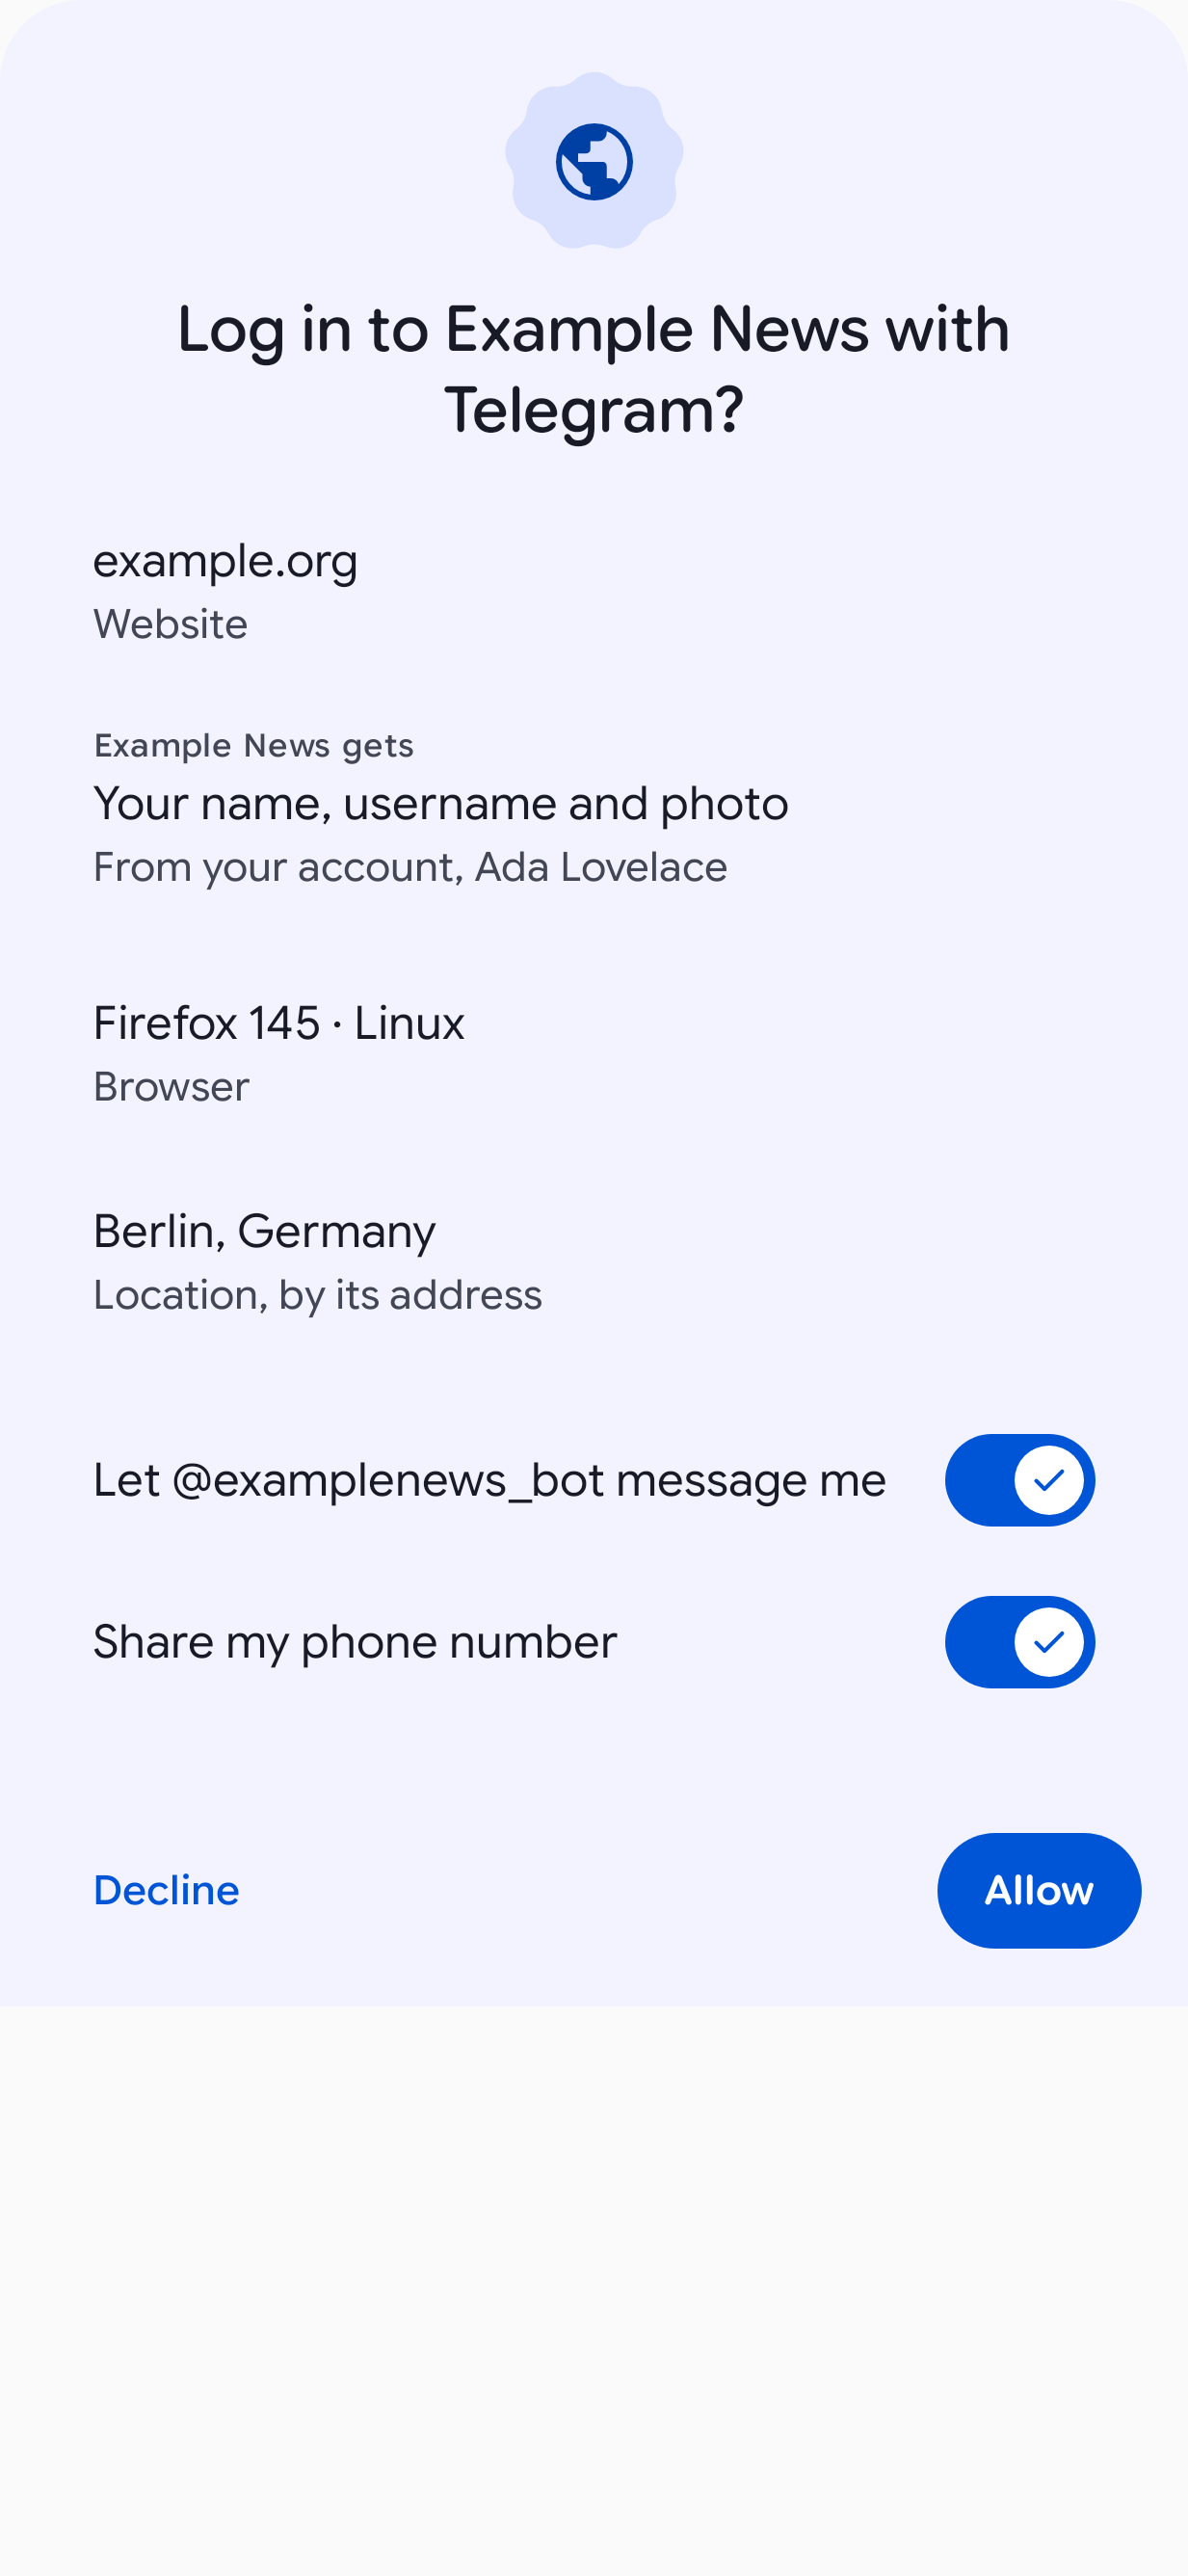 Log in to Example News with
Telegram?
example.org
Website
Example News gets
Your name, username and photo
From your account, Ada Lovelace
Firefox 145 · Linux
Browser
Berlin, Germany
Location, by its address
Let @examplenews_bot message me
Share my phone number
Decline
Allow